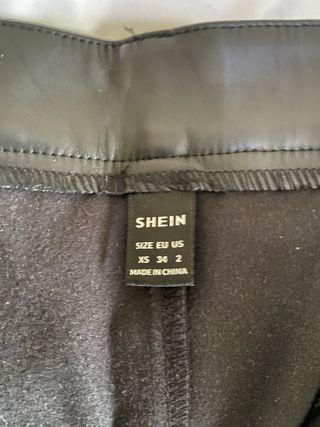 SHEIN
SIZE EU US
XS 34 2
MADE IN CHINA